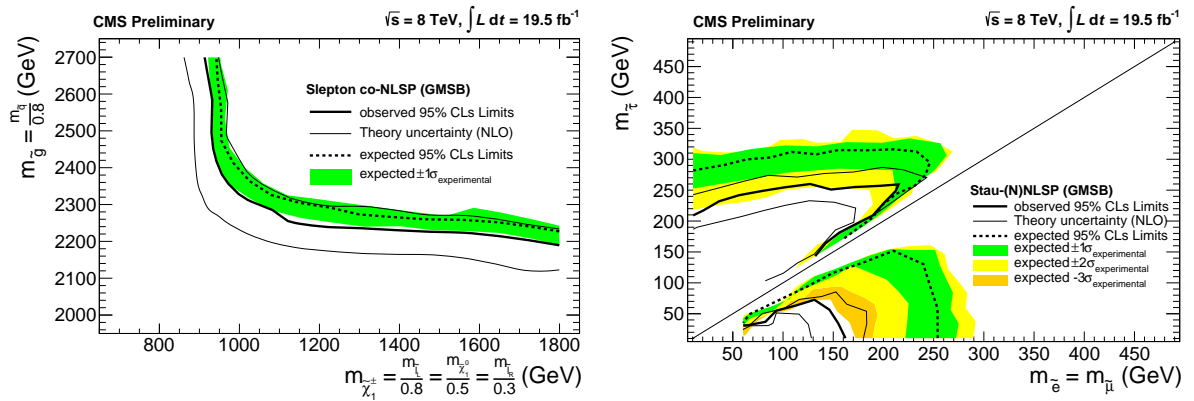 CMS Preliminary
√s = 8 TeV, ∫ L dt = 19.5 fb⁻¹
m_g̃ = m_q̃/0.8 (GeV)
2700
2600
2500
2400
2300
2200
2100
2000
Slepton co-NLSP (GMSB)
observed 95% CLs Limits
Theory uncertainty (NLO)
expected 95% CLs Limits
expected±1σ_experimental
800 1000 1200 1400 1600 1800
m_χ̃₁± = m_l̃_L/0.8 = m_χ̃₁⁰/0.5 = m_l̃_R/0.3 (GeV)
CMS Preliminary
√s = 8 TeV, ∫ L dt = 19.5 fb⁻¹
m_τ̃ (GeV)
450
400
350
300
250
200
150
100
50
Stau-(N)NLSP (GMSB)
observed 95% CLs Limits
Theory uncertainty (NLO)
expected 95% CLs Limits
expected ±1σ_experimental
expected ±2σ_experimental
expected -3σ_experimental
50 100 150 200 250 300 350 400 450
m_ẽ = m_μ̃ (GeV)